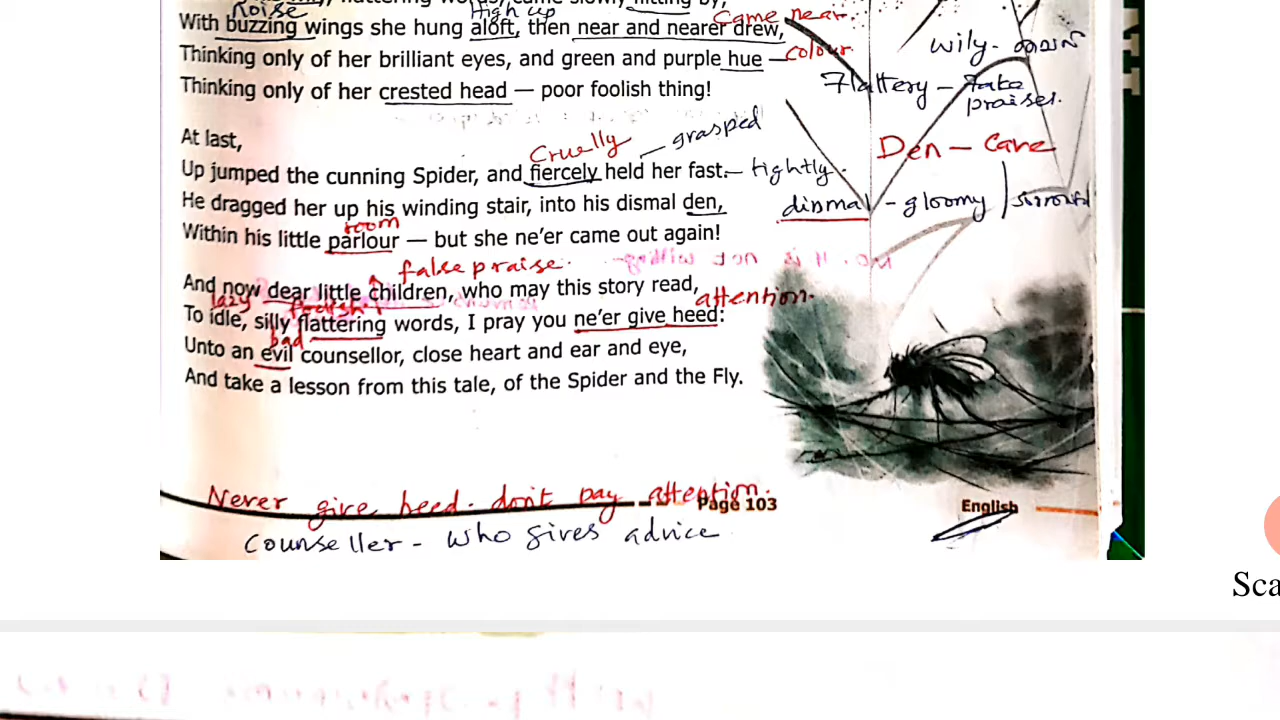 Noise
High up
Came near.
With buzzing wings she hung aloft, then near and nearer drew,
wily-
Thinking only of her brilliant eyes, and green and purple hue — colour
Flattery - Fake praises.
Thinking only of her crested head — poor foolish thing!
At last,
Cruelly
grasped
Den - Cave
Up jumped the cunning Spider, and fiercely held her fast. - tightly.
He dragged her up his winding stair, into his dismal den,
dismal - gloomy /
room
Within his little parlour — but she ne'er came out again!
false praise.
And now dear little children, who may this story read,
lazy
foolish
attention.
To idle, silly flattering words, I pray you ne'er give heed:
bad
Unto an evil counsellor, close heart and ear and eye,
And take a lesson from this tale, of the Spider and the Fly.
Never give heed. don't pay attention.
Page 103
English
Counseller - who gives advice
Sca